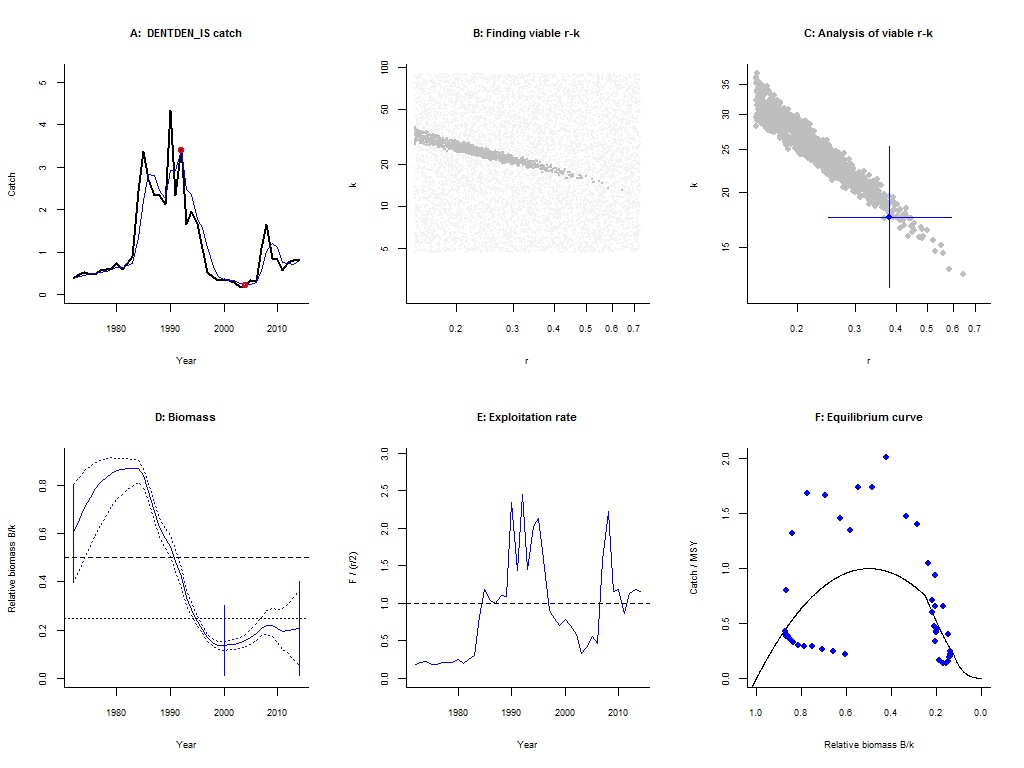 A: DENTDEN_IS catch
Catch
0 1 2 3 4 5
1980 1990 2000 2010
Year
B: Finding viable r-k
k
5 10 20 50 100
0.2 0.3 0.4 0.5 0.6 0.7
r
C: Analysis of viable r-k
k
15 20 25 30 35
0.2 0.3 0.4 0.5 0.6 0.7
r
D: Biomass
Relative biomass B/k
0.0 0.2 0.4 0.6 0.8
1980 1990 2000 2010
Year
E: Exploitation rate
F / (r/2)
0.0 0.5 1.0 1.5 2.0 2.5 3.0
1980 1990 2000 2010
Year
F: Equilibrium curve
Catch / MSY
0.0 0.5 1.0 1.5 2.0
1.0 0.8 0.6 0.4 0.2 0.0
Relative biomass B/k